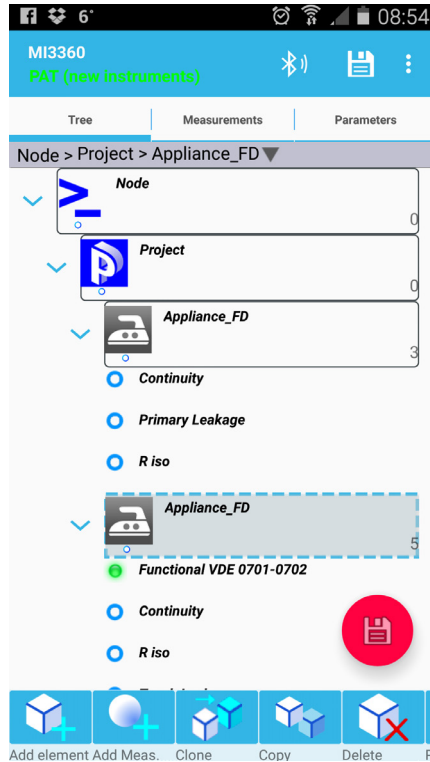 6°
08:54
MI3360
PAT (new instruments)
Tree
Measurements
Parameters
Node > Project > Appliance_FD
Node
0
Project
0
Appliance_FD
3
Continuity
Primary Leakage
R iso
Appliance_FD
5
Functional VDE 0701-0702
Continuity
R iso
Add element
Add Meas.
Clone
Copy
Delete